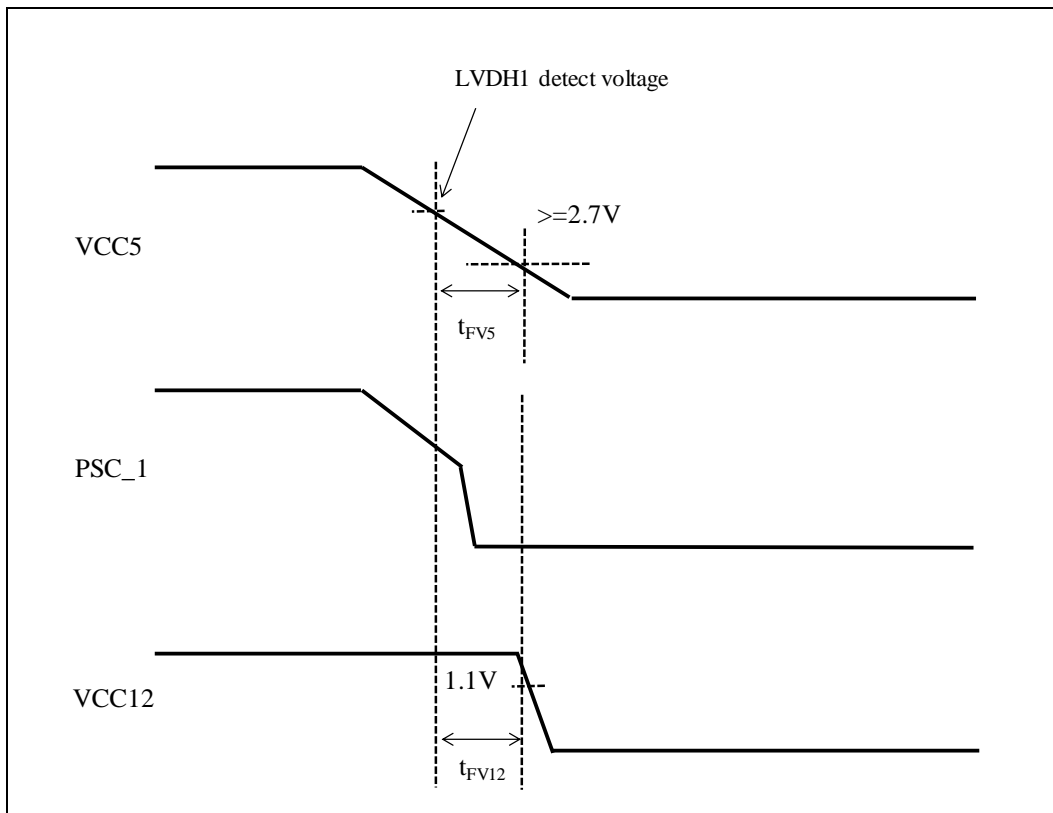 LVDH1 detect voltage
>=2.7V
VCC5
tFV5
PSC_1
1.1V
VCC12
tFV12